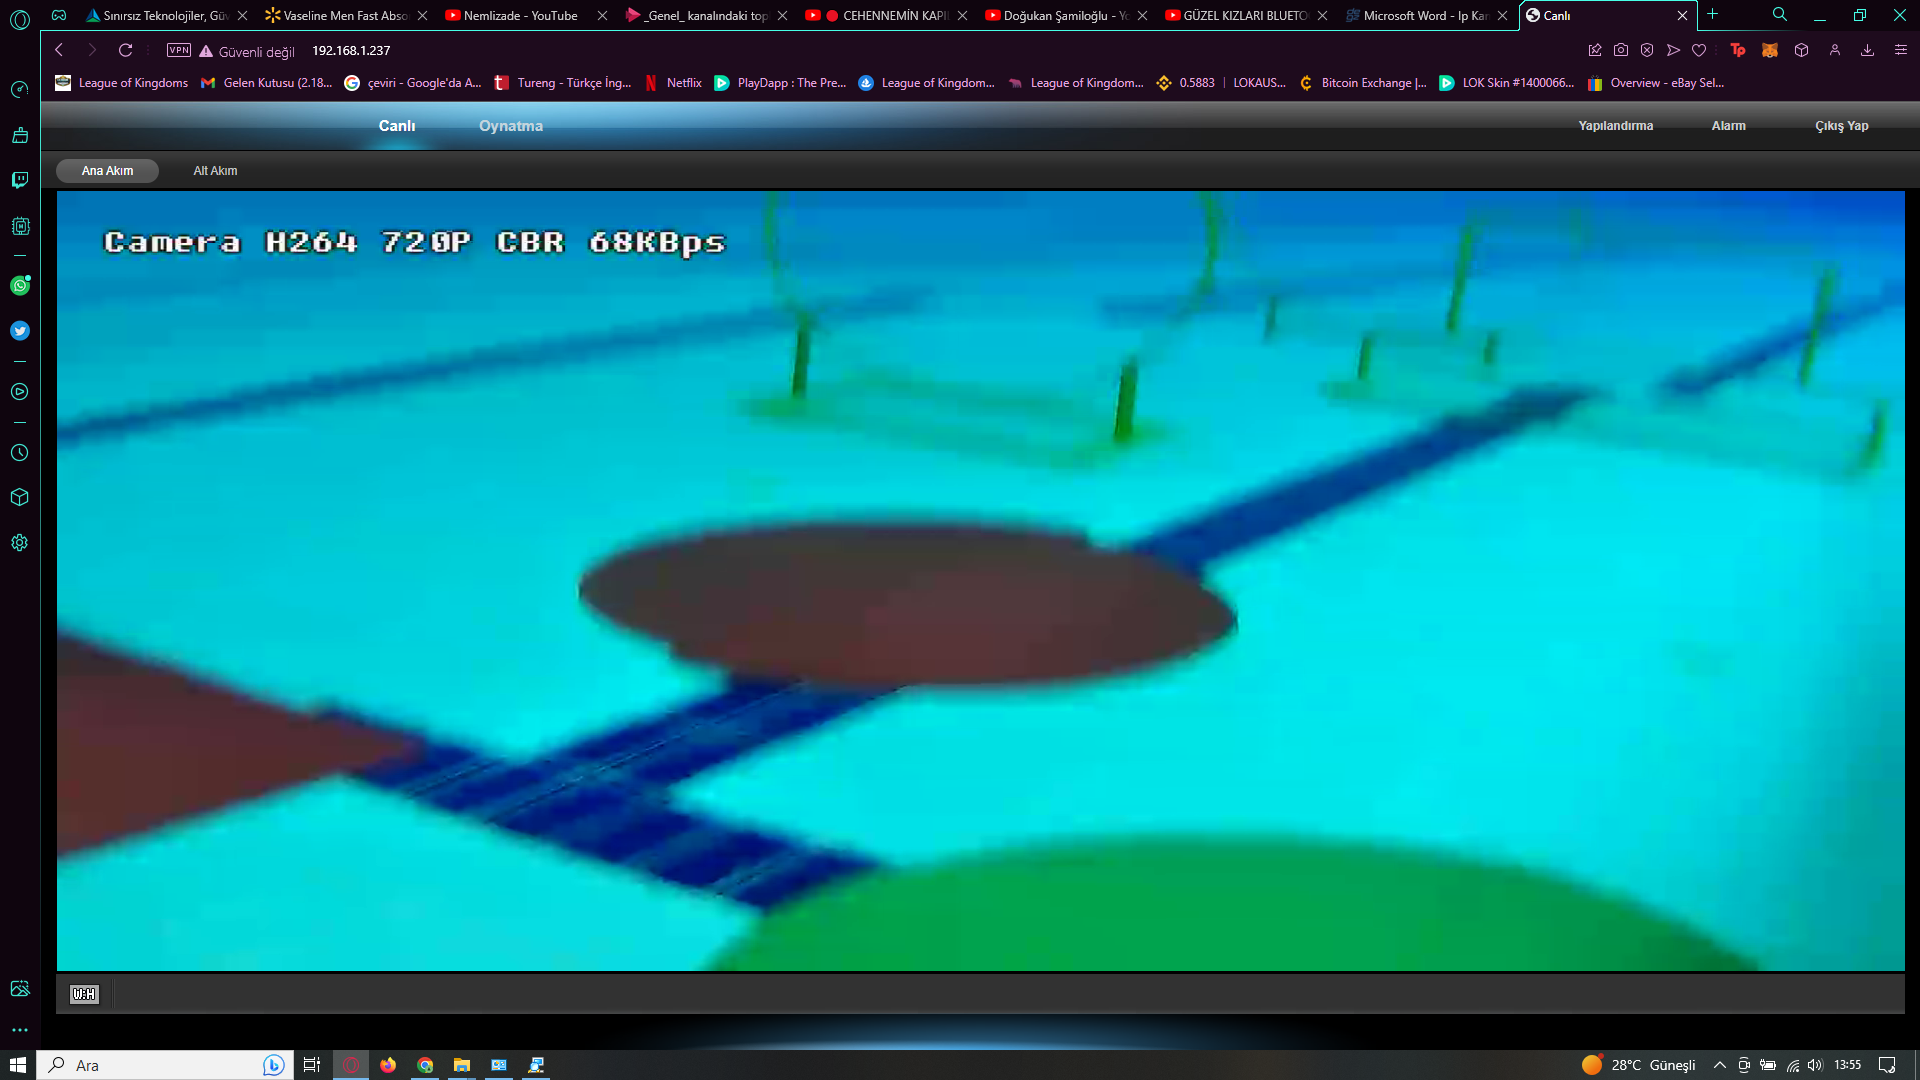 Sınırsız Teknolojiler, Güv
Vaseline Men Fast Abso
Nemlizade - YouTube
_Genel_ kanalındaki top
CEHENNEMİN KAPI
Doğukan Şamiloğlu - Yo
GÜZEL KIZLARI BLUETO
Microsoft Word - Ip Kam
Canlı
VPN
Güvenli değil
192.168.1.237
League of Kingdoms
Gelen Kutusu (2.18...
çeviri - Google'da A...
Tureng - Türkçe İng...
Netflix
PlayDapp : The Pre...
League of Kingdom...
League of Kingdom...
0.5883 | LOKAUS...
Bitcoin Exchange |...
LOK Skin #1400066...
Overview - eBay Sel...
Canlı
Oynatma
Yapılandırma
Alarm
Çıkış Yap
Ana Akım
Alt Akım
Camera H264 720P CBR 68KBps
W:H
Ara
28°C Güneşli
13:55